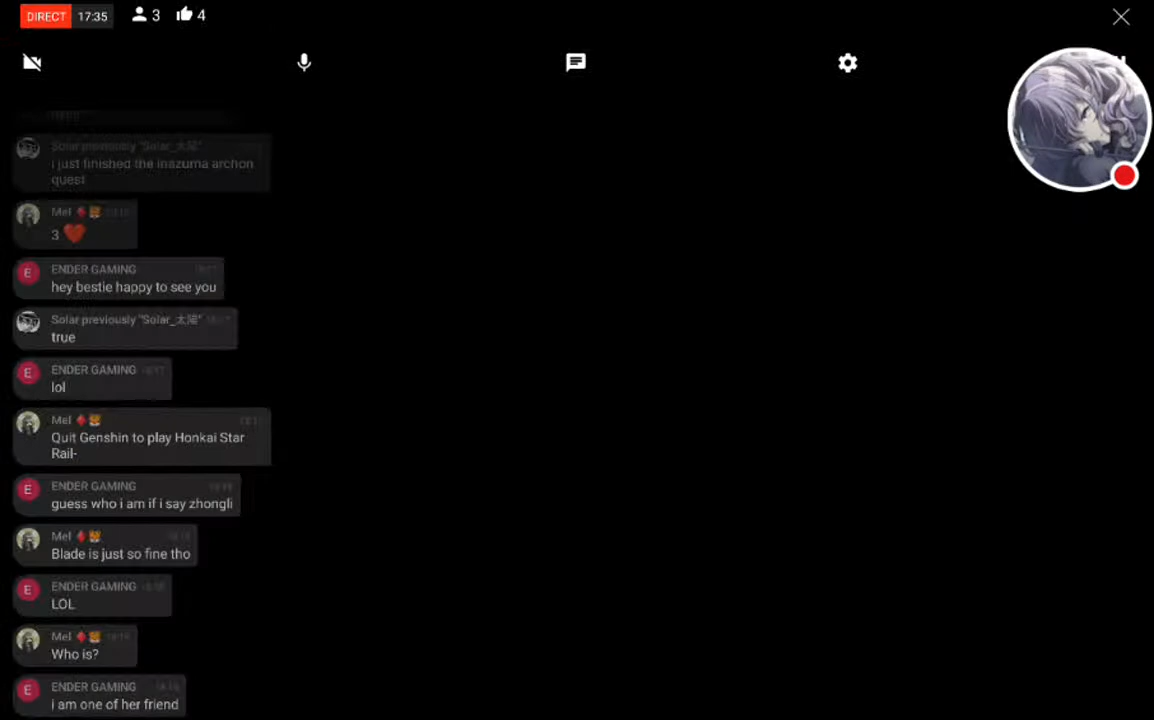 DIRECT 17:35 3 4
Solar previously "Solar_太陽"
i just finished the inazuma archon
quest
Mel
3 ❤️
E ENDER GAMING
hey bestie happy to see you
Solar previously "Solar_太陽"
true
E ENDER GAMING
lol
Mel
Quit Genshin to play Honkai Star
Rail-
E ENDER GAMING
guess who i am if i say zhongli
Mel
Blade is just so fine tho
E ENDER GAMING
LOL
Mel
Who is?
E ENDER GAMING
i am one of her friend